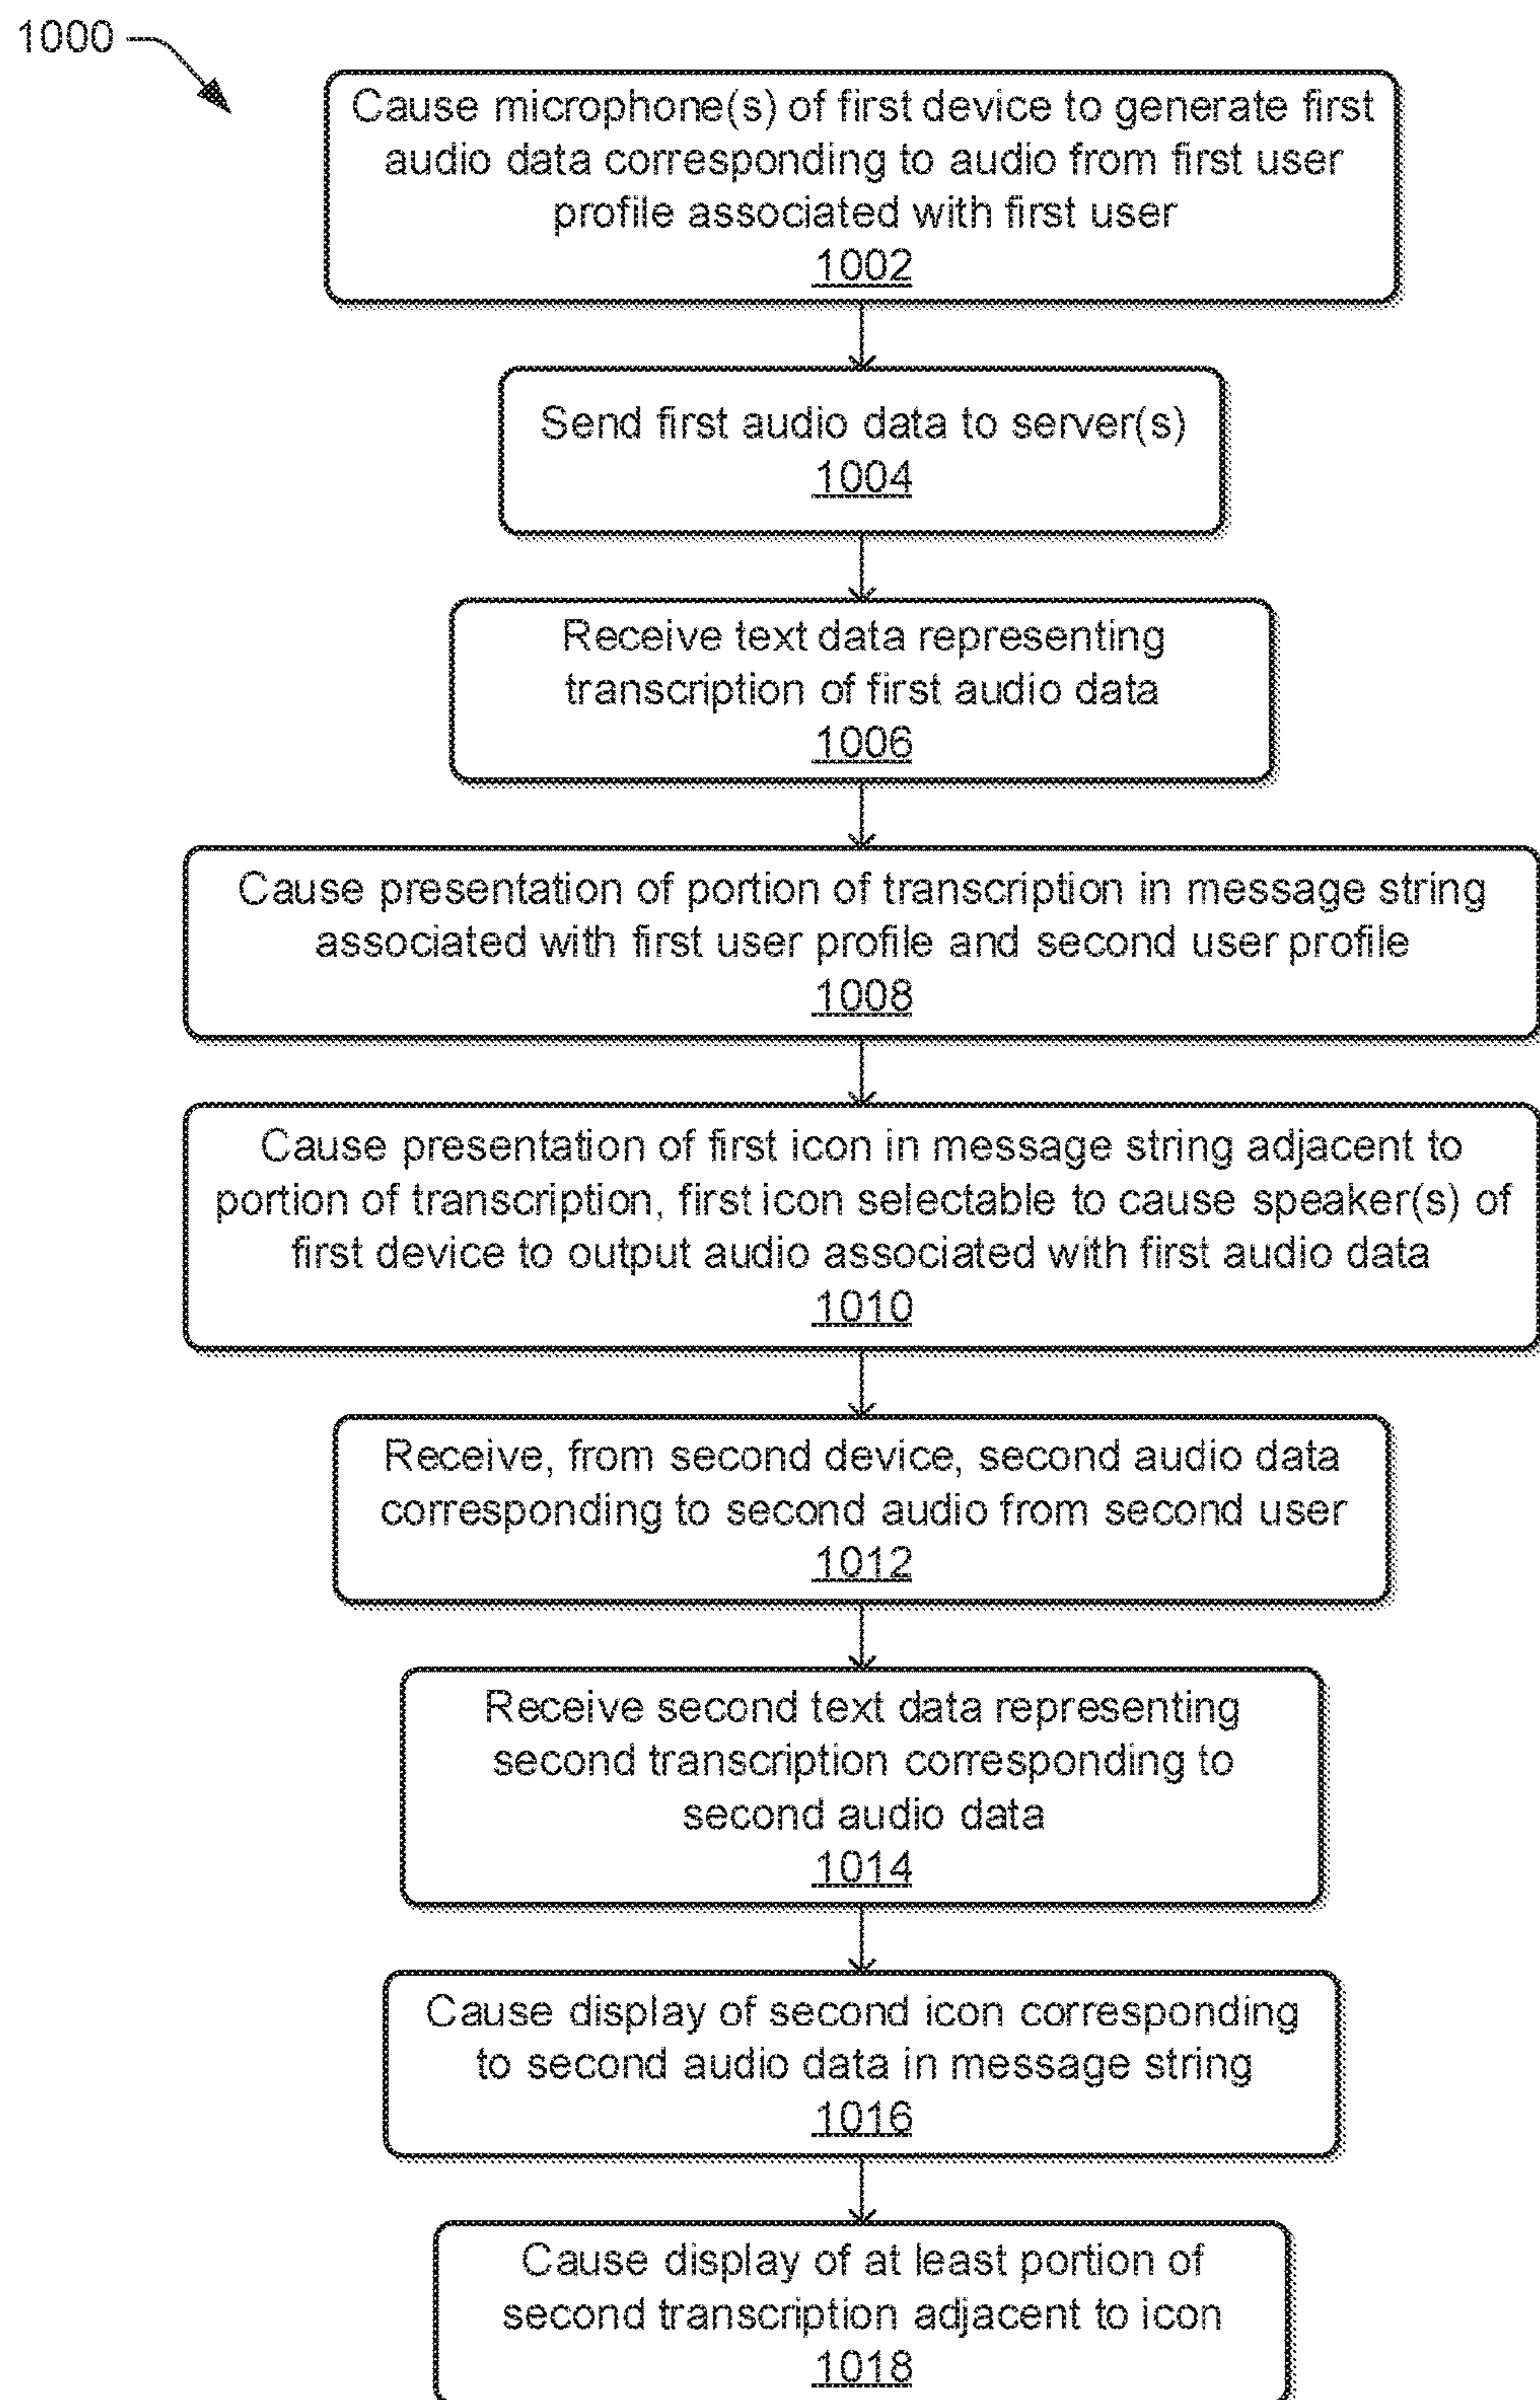 1000
Cause microphone(s) of first device to generate first
audio data corresponding to audio from first user
profile associated with first user
1002
Send first audio data to server(s)
1004
Receive text data representing
transcription of first audio data
1006
Cause presentation of portion of transcription in message string
associated with first user profile and second user profile
1008
Cause presentation of first icon in message string adjacent to
portion of transcription, first icon selectable to cause speaker(s) of
first device to output audio associated with first audio data
1010
Receive, from second device, second audio data
corresponding to second audio from second user
1012
Receive second text data representing
second transcription corresponding to
second audio data
1014
Cause display of second icon corresponding
to second audio data in message string
1016
Cause display of at least portion of
second transcription adjacent to icon
1018